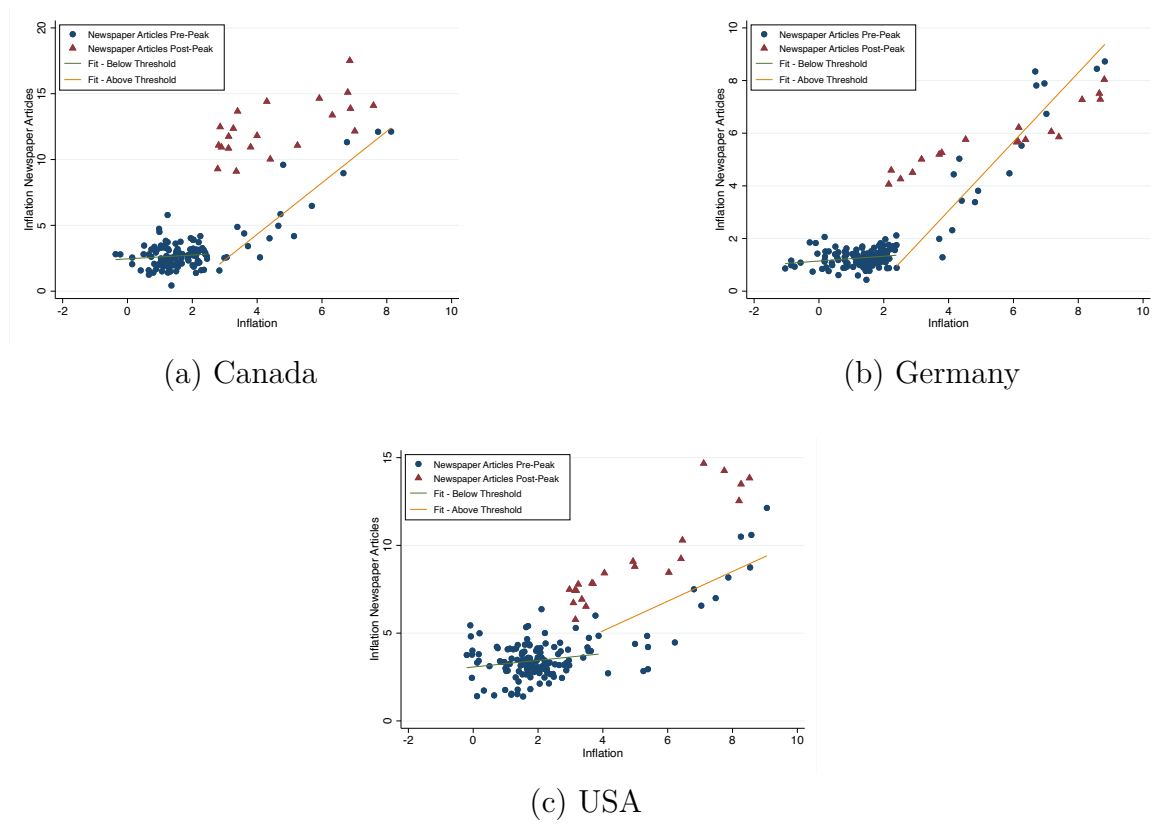 Newspaper Articles Pre-Peak
Newspaper Articles Post-Peak
Fit - Below Threshold
Fit - Above Threshold
Inflation Newspaper Articles
20
15
10
5
0
-2 0 2 4 6 8 10
Inflation
(a) Canada
Newspaper Articles Pre-Peak
Newspaper Articles Post-Peak
Fit - Below Threshold
Fit - Above Threshold
Inflation Newspaper Articles
10
8
6
4
2
0
-2 0 2 4 6 8 10
Inflation
(b) Germany
Newspaper Articles Pre-Peak
Newspaper Articles Post-Peak
Fit - Below Threshold
Fit - Above Threshold
Inflation Newspaper Articles
15
10
5
0
-2 0 2 4 6 8 10
Inflation
(c) USA